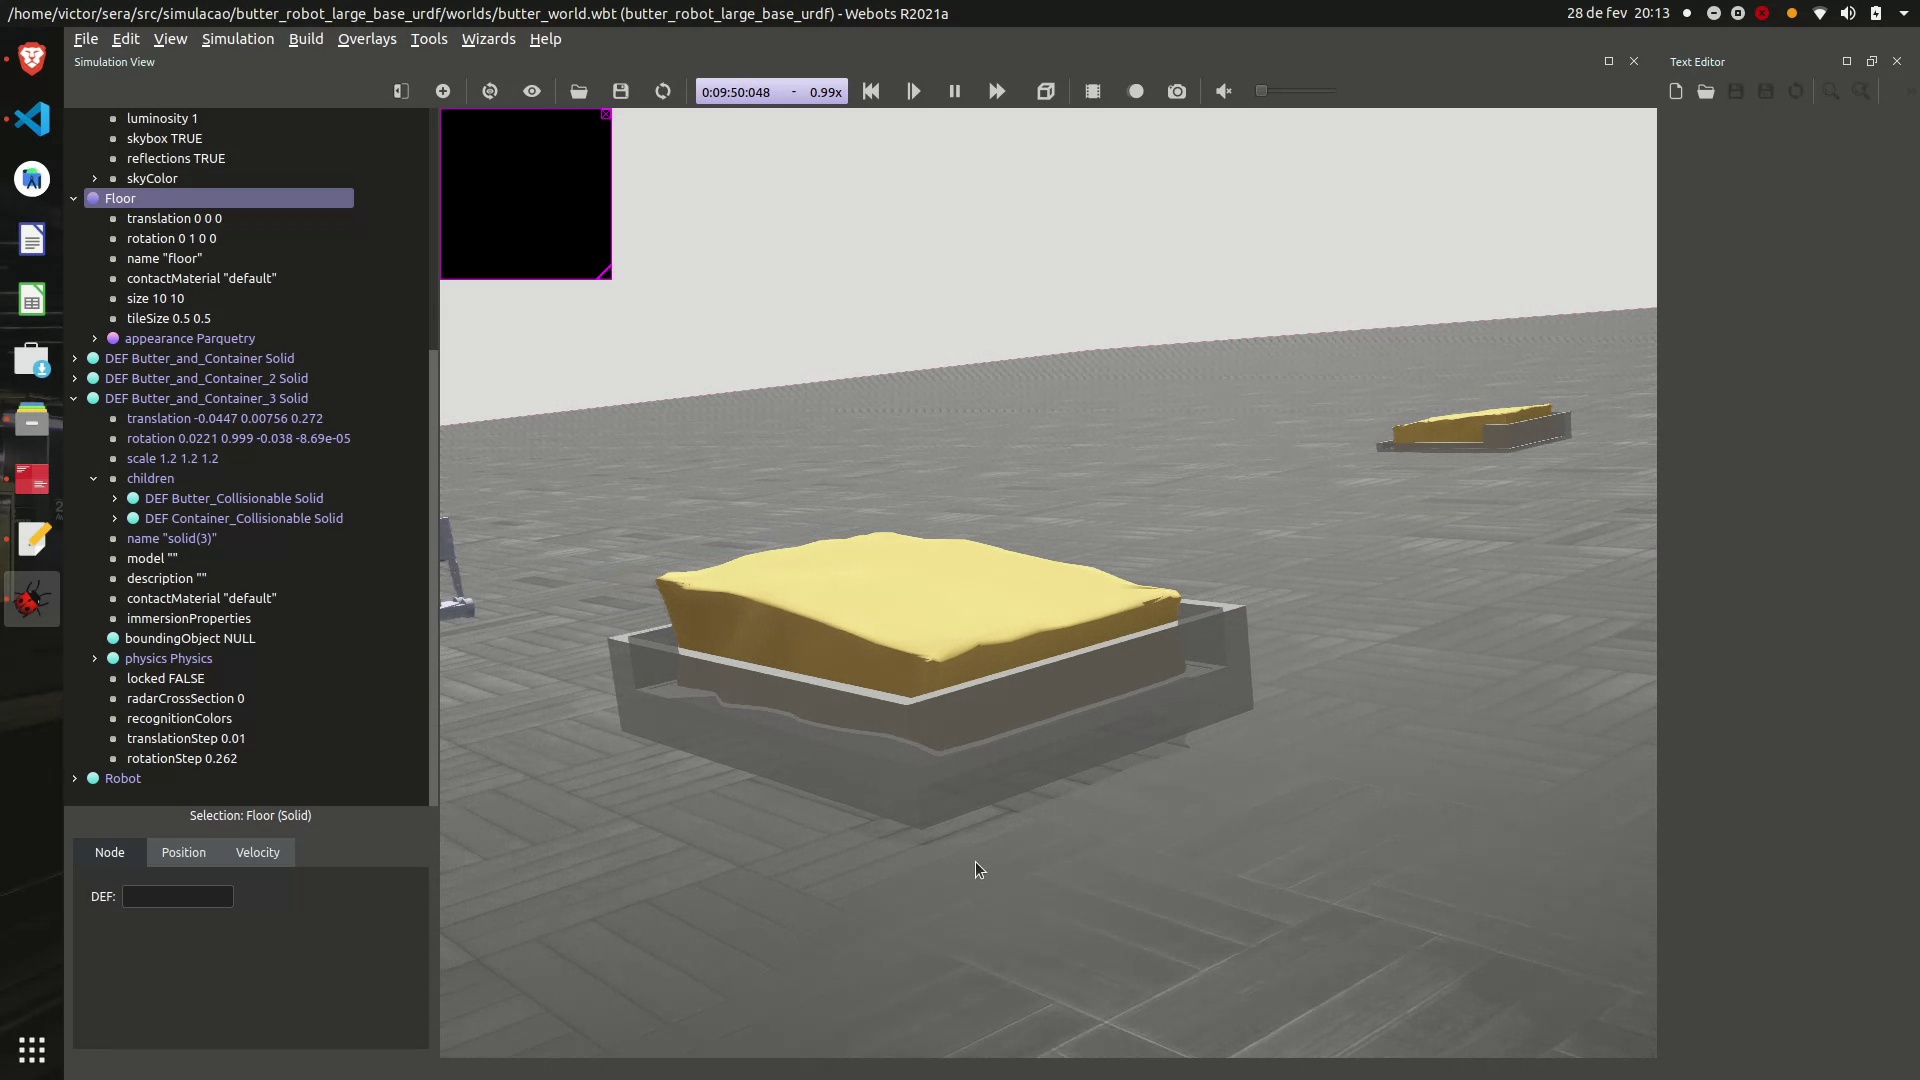 /home/victor/sera/src/simulacao/butter_robot_large_base_urdf/worlds/butter_world.wbt (butter_robot_large_base_urdf) - Webots R2021a
28 de fev 20:13
File Edit View Simulation Build Overlays Tools Wizards Help
Simulation View
Text Editor
0:09:50:048 - 0.99x
luminosity 1
skybox TRUE
reflections TRUE
skyColor
Floor
translation 0 0 0
rotation 0 1 0 0
name "floor"
contactMaterial "default"
size 10 10
tileSize 0.5 0.5
appearance Parquetry
DEF Butter_and_Container Solid
DEF Butter_and_Container_2 Solid
DEF Butter_and_Container_3 Solid
translation -0.0447 0.00756 0.272
rotation 0.0221 0.999 -0.038 -8.69e-05
scale 1.2 1.2 1.2
children
DEF Butter_Collisionable Solid
DEF Container_Collisionable Solid
name "solid(3)"
model ""
description ""
contactMaterial "default"
immersionProperties
boundingObject NULL
physics Physics
locked FALSE
radarCrossSection 0
recognitionColors
translationStep 0.01
rotationStep 0.262
Robot
Selection: Floor (Solid)
Node Position Velocity
DEF: